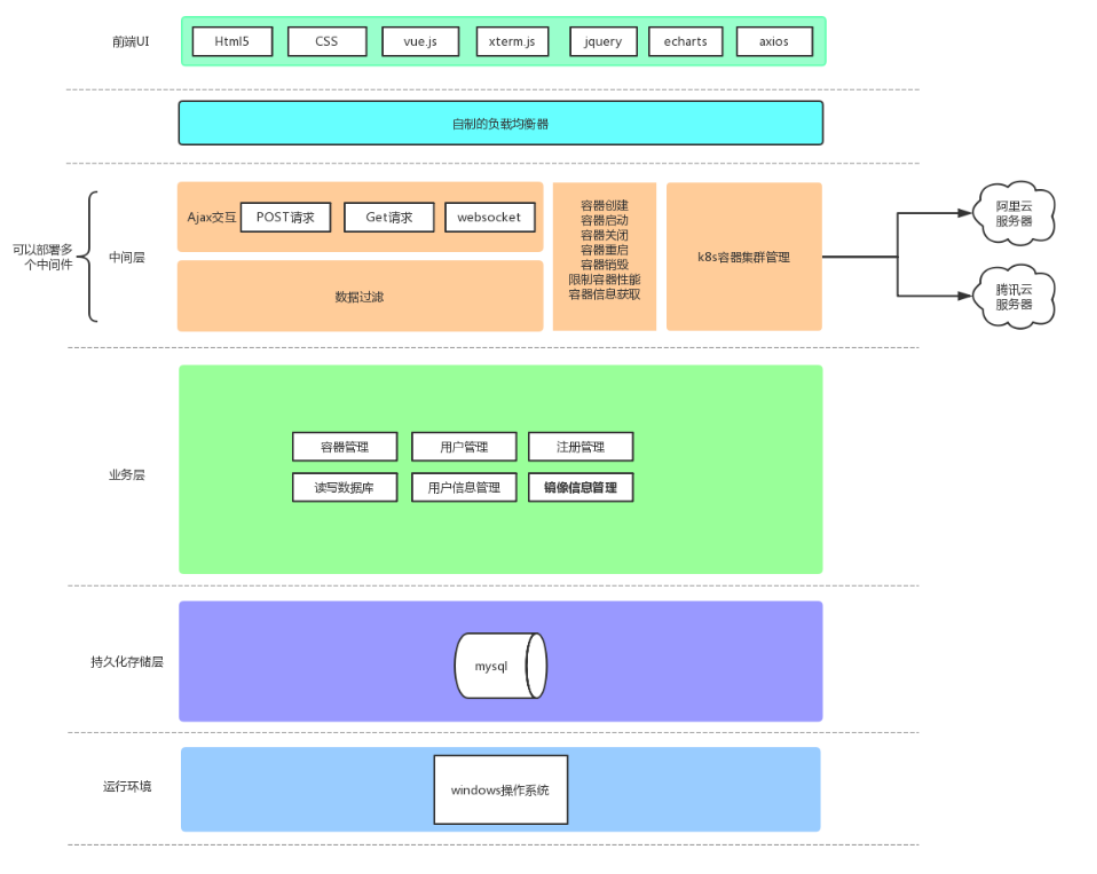 前端UI
Html5
CSS
vue.js
xterm.js
jquery
echarts
axios
自制的负载均衡器
可以部署多
个中间件
中间层
Ajax交互
POST请求
Get请求
websocket
数据过滤
容器创建
容器启动
容器关闭
容器重启
容器销毁
限制容器性能
容器信息获取
k8s容器集群管理
阿里云
服务器
腾讯云
服务器
业务层
容器管理
用户管理
注册管理
读写数据库
用户信息管理
镜像信息管理
持久化存储层
mysql
运行环境
windows操作系统